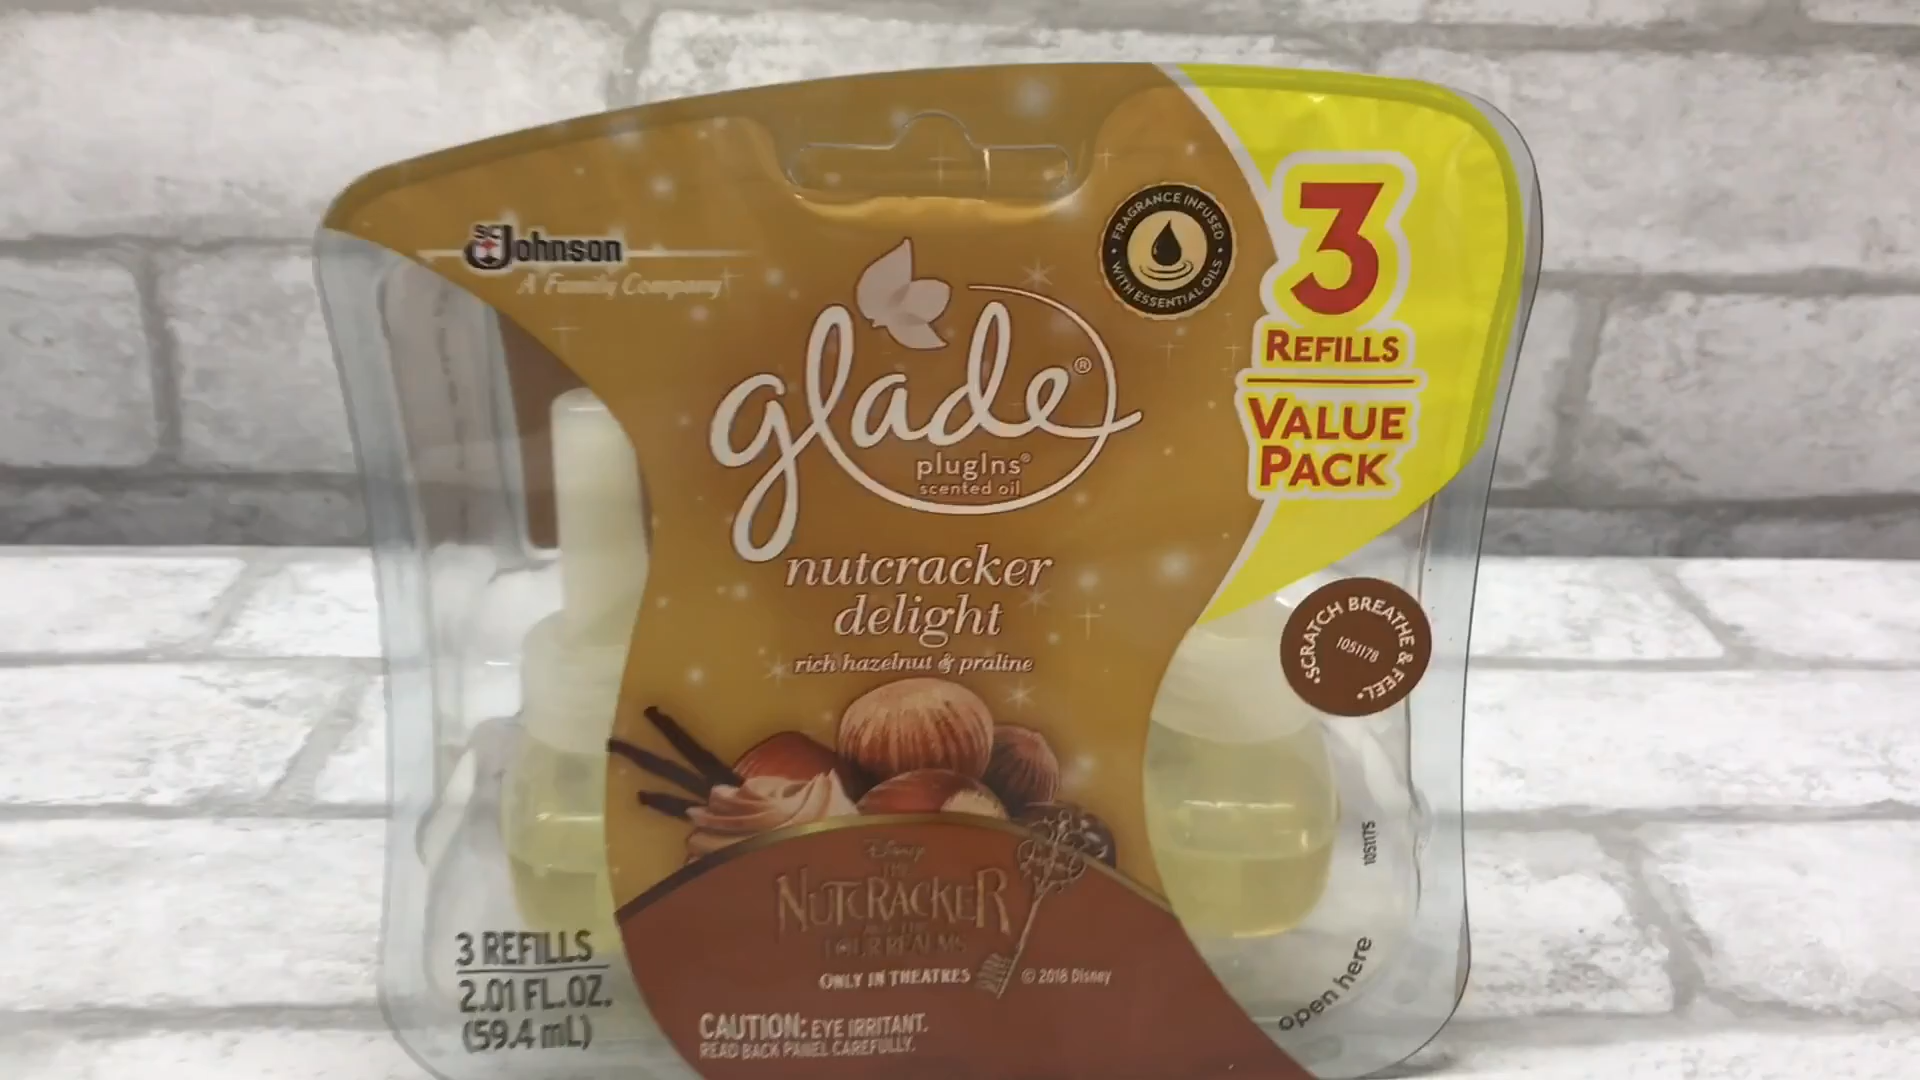 SC Johnson
A Family Company
FRAGRANCE INFUSED
• WITH ESSENTIAL OILS •
3
REFILLS
VALUE
PACK
glade®
plugIns®
scented oil
nutcracker
delight
rich hazelnut & praline
•SCRATCH BREATHE & FEEL•
1051178
1051175
Disney
THE
NUTCRACKER
AND THE
FOUR REALMS
ONLY IN THEATRES
© 2018 Disney
3 REFILLS
2.01 FL.OZ.
(59.4 mL)
CAUTION: EYE IRRITANT.
READ BACK PANEL CAREFULLY.
open here